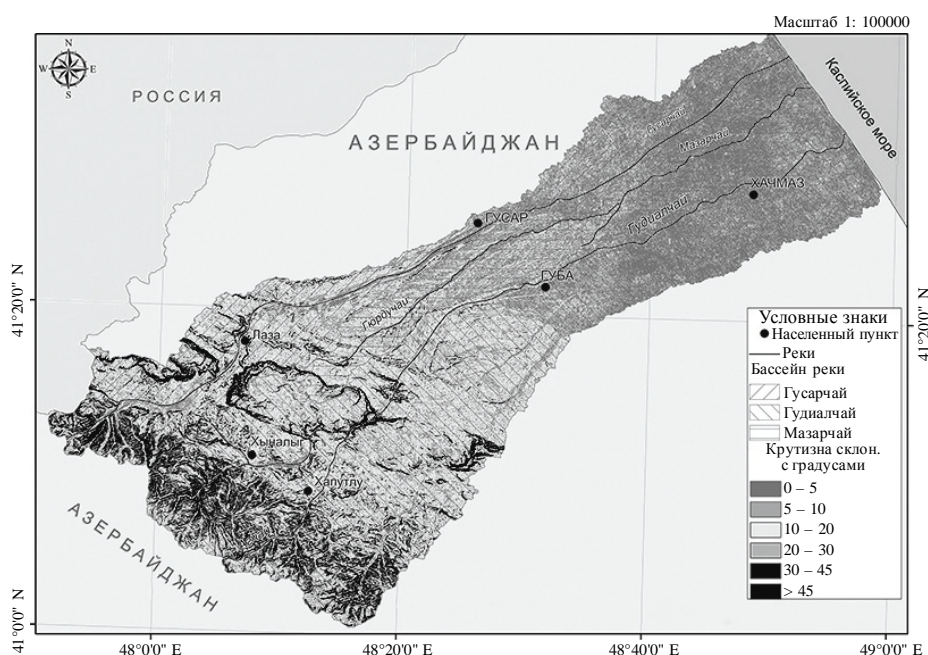 Масштаб 1: 100000
N
W
E
S
РОССИЯ
АЗЕРБАЙДЖАН
Каспийское море
Гусарчай
Мазарчай
ХАЧМАЗ
Гудиалчай
ГУСАР
ГУБА
Гюрдучаи
Лаза
Хыналыг
Хапутлу
АЗЕРБАЙДЖАН
41°20'0" N
41°0'0" N
41°20'0" N
Условные знаки
Населенный пункт
Реки
Бассейн реки
Гусарчай
Гудиалчай
Мазарчай
Крутизна склон.
с градусами
0 – 5
5 – 10
10 – 20
20 – 30
30 – 45
> 45
48°0'0" E
48°20'0" E
48°40'0" E
49°0'0" E